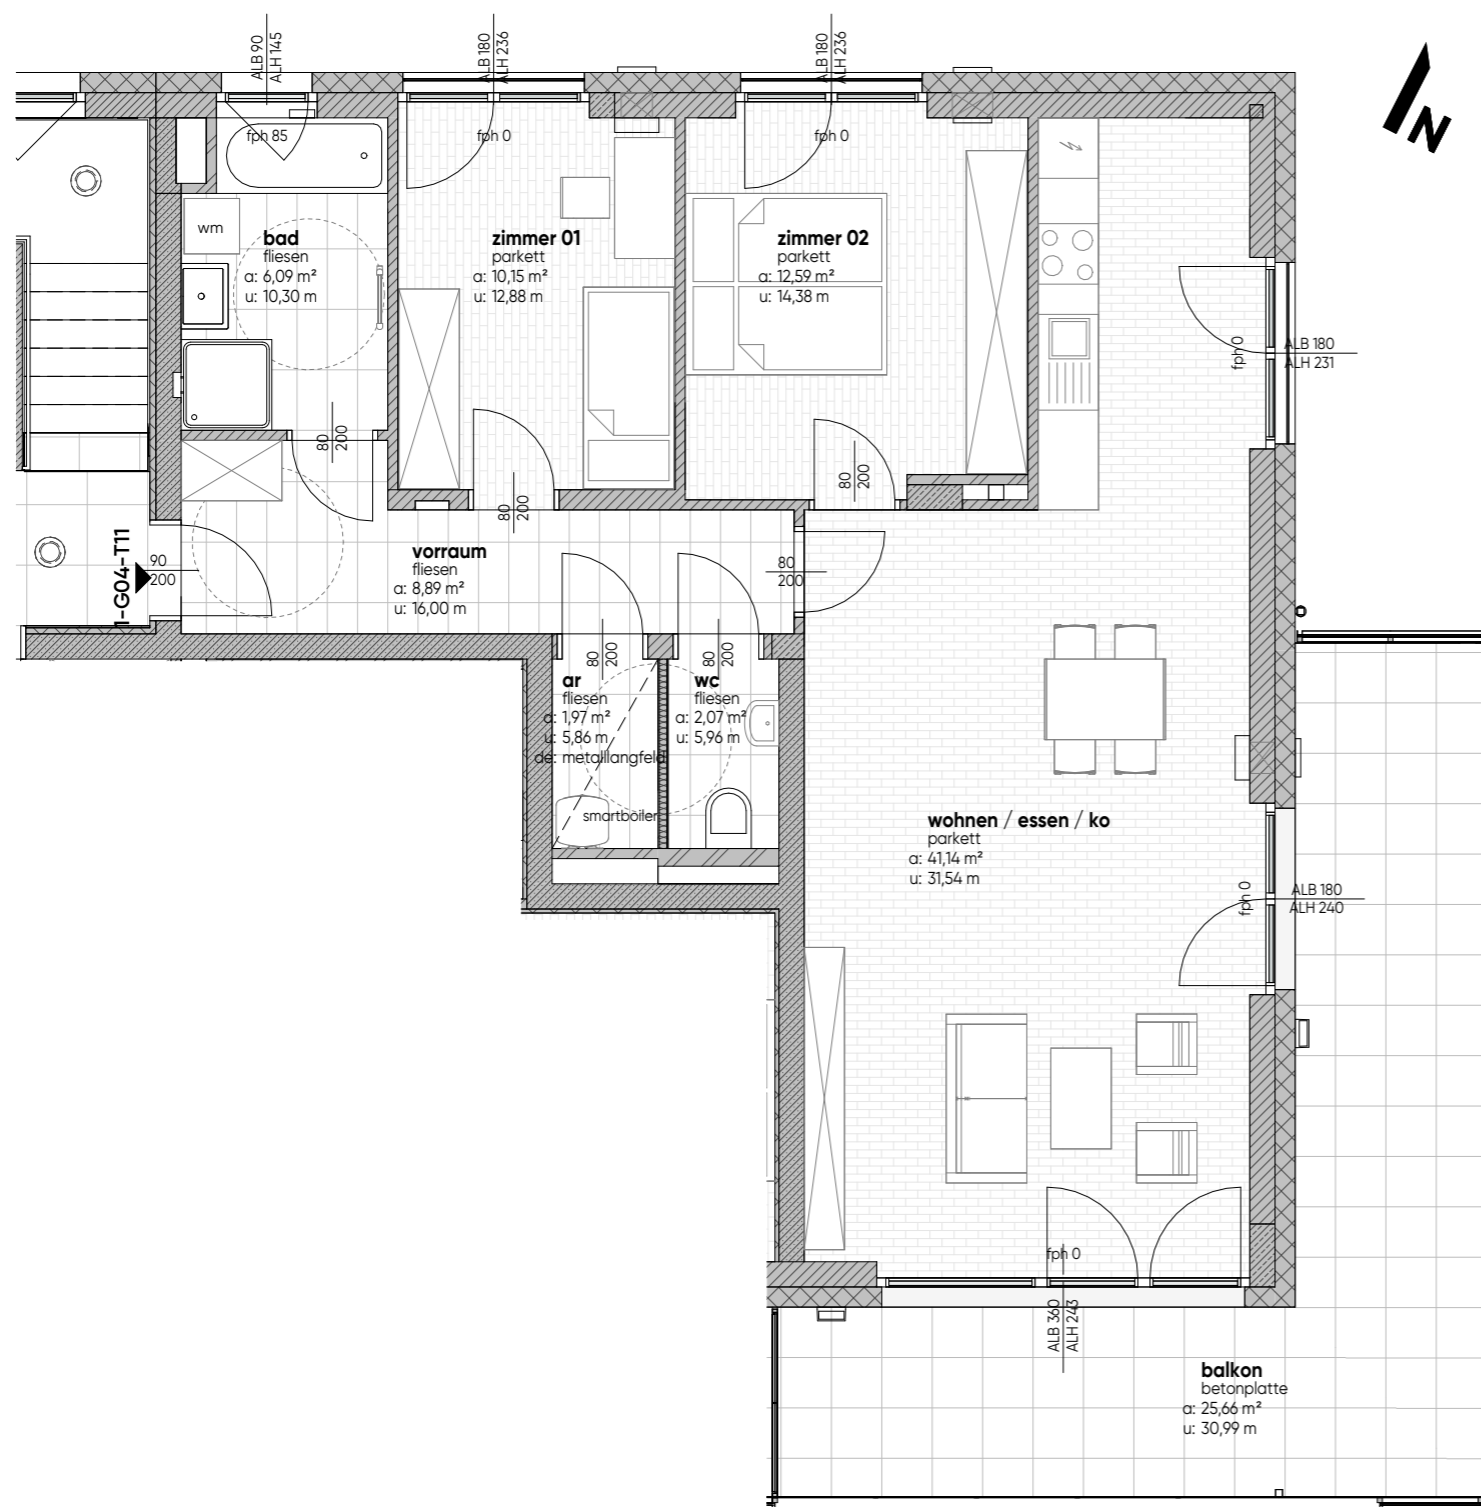 ALB 90
ALH 145
ALB 180
ALH 236
ALB 180
ALH 236
N
fph 85
fph 0
fph 0
wm
bad
fliesen
a: 6,09 m²
u: 10,30 m
zimmer 01
parkett
a: 10,15 m²
u: 12,88 m
zimmer 02
parkett
a: 12,59 m²
u: 14,38 m
fph 0
ALB 180
ALH 231
80
200
80
200
80
200
1-G04-T11
90
200
vorraum
fliesen
a: 8,89 m²
u: 16,00 m
80
200
80
200
80
200
ar
fliesen
a: 1,97 m²
u: 5,86 m
de: metalllangfeld
smartboiler
wc
fliesen
a: 2,07 m²
u: 5,96 m
wohnen / essen / ko
parkett
a: 41,14 m²
u: 31,54 m
fph 0
ALB 180
ALH 240
fph 0
ALB 360
ALH 243
balkon
betonplatte
a: 25,66 m²
u: 30,99 m